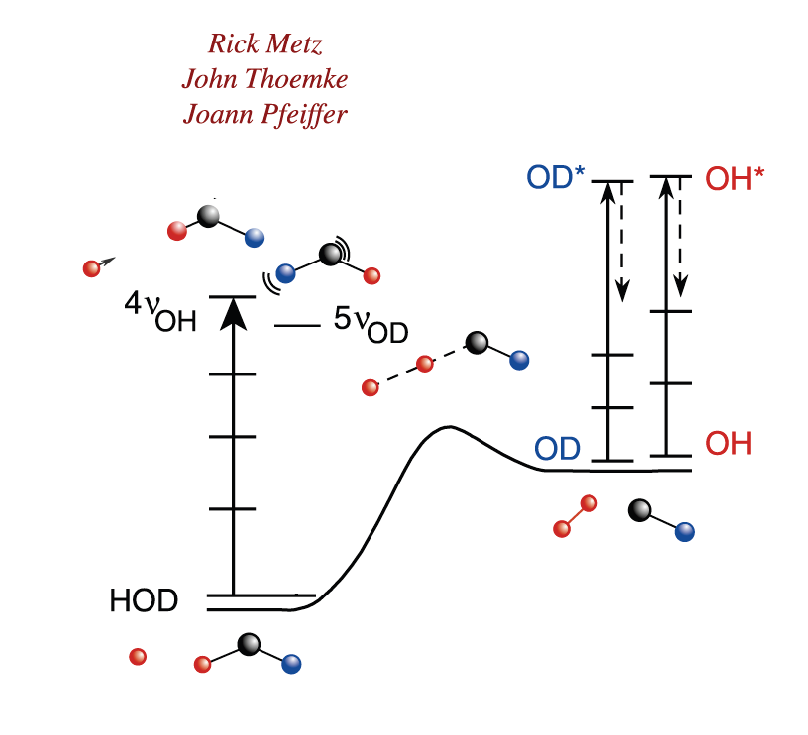 Rick Metz
John Thoemke
Joann Pfeiffer
OD*
OH*
4νOH
5νOD
OD
OH
HOD